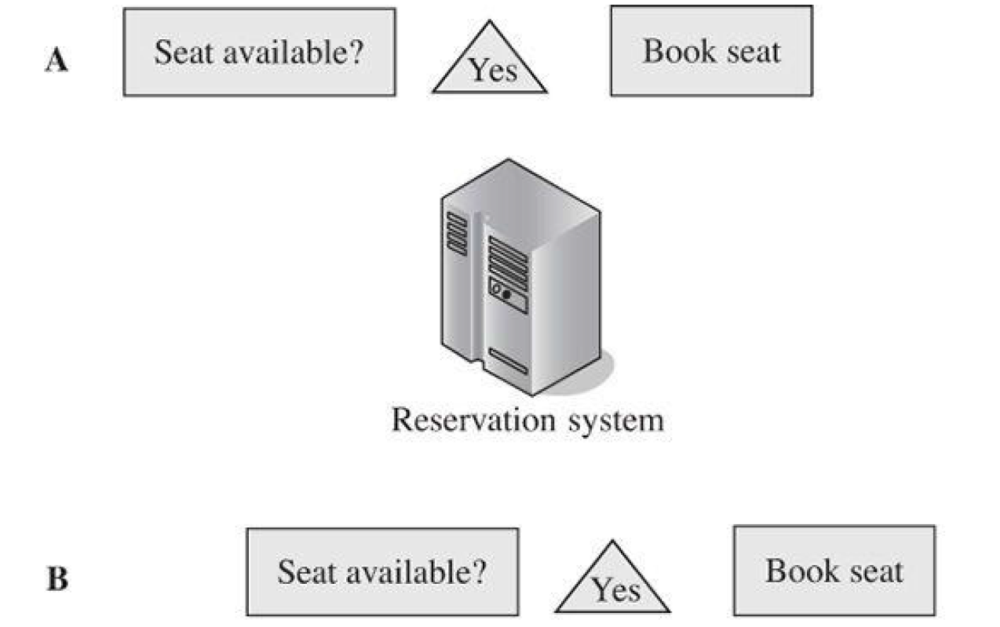 A Seat available? Yes Book seat
Reservation system
B Seat available? Yes Book seat